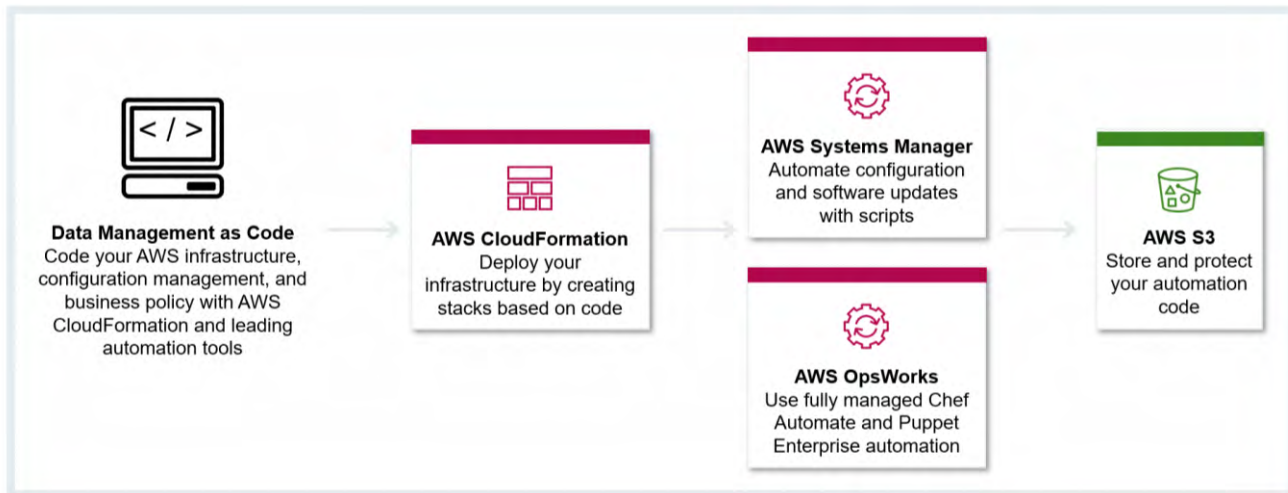 </>
Data Management as Code
Code your AWS infrastructure,
configuration management, and
business policy with AWS
CloudFormation and leading
automation tools
AWS CloudFormation
Deploy your
infrastructure by creating
stacks based on code
AWS Systems Manager
Automate configuration
and software updates
with scripts
AWS OpsWorks
Use fully managed Chef
Automate and Puppet
Enterprise automation
AWS S3
Store and protect
your automation
code